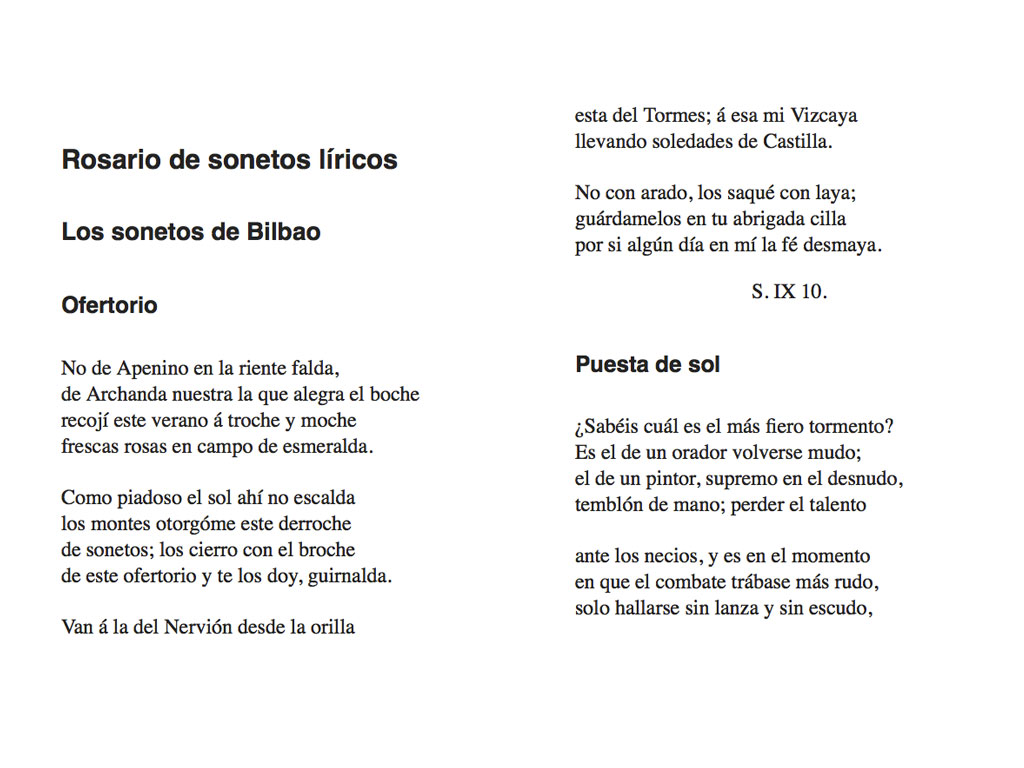 Rosario de sonetos líricos
Los sonetos de Bilbao
Ofertorio
No de Apenino en la riente falda,
de Archanda nuestra la que alegra el boche
recojí este verano á troche y moche
frescas rosas en campo de esmeralda.
Como piadoso el sol ahí no escalda
los montes otorgóme este derroche
de sonetos; los cierro con el broche
de este ofertorio y te los doy, guirnalda.
Van á la del Nervión desde la orilla
esta del Tormes; á esa mi Vizcaya
llevando soledades de Castilla.
No con arado, los saqué con laya;
guárdamelos en tu abrigada cilla
por si algún día en mí la fé desmaya.
S. IX 10.
Puesta de sol
¿Sabéis cuál es el más fiero tormento?
Es el de un orador volverse mudo;
el de un pintor, supremo en el desnudo,
temblón de mano; perder el talento
ante los necios, y es en el momento
en que el combate trábase más rudo,
solo hallarse sin lanza y sin escudo,